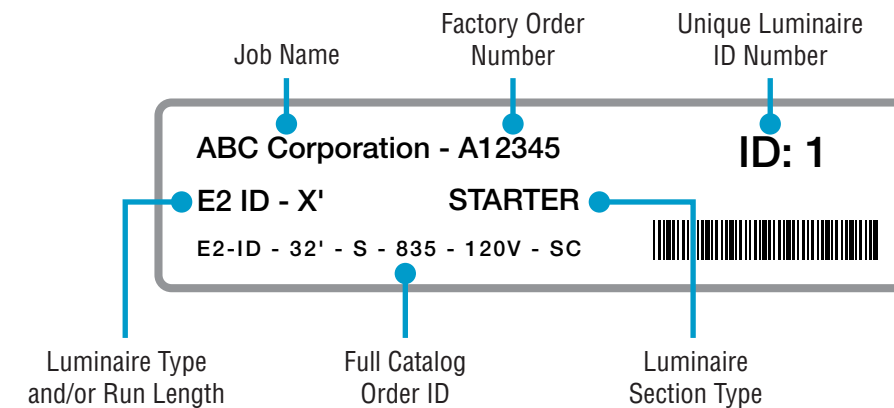 Job Name
Factory Order
Number
Unique Luminaire
ID Number
ABC Corporation - A12345
ID: 1
E2 ID - X'
STARTER
E2-ID - 32' - S - 835 - 120V - SC
Luminaire Type
and/or Run Length
Full Catalog
Order ID
Luminaire
Section Type